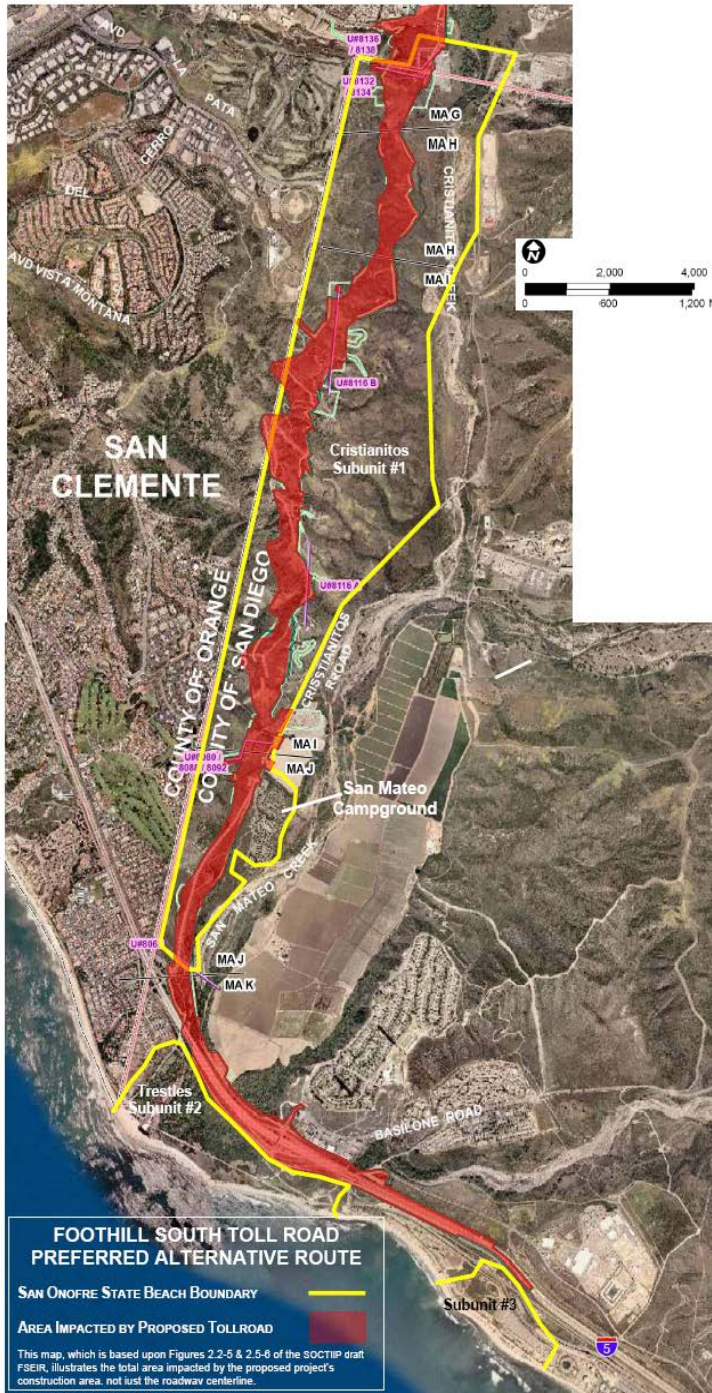 U#8136
/ 8138
AVD
LA
PATA
U#8132
/ 8134
CERRO
DEL
AVD VISTA MONTANA
MA G
MA H
CRISTIANITOS CREEK
MA H
MA I
N
0 2,000 4,000
0 600 1,200 M
U#8116 B
SAN
CLEMENTE
Cristianitos
Subunit #1
COUNTY OF ORANGE
COUNTY OF SAN DIEGO
U#8116 A
CRISSTIANITOS
RROAD
MA I
MA J
U#8080 /
8088 / 8092
San Mateo
Campground
SAN MATEO CREEK
U#806
MA J
MA K
Trestles
Subunit #2
BASILONE ROAD
Subunit #3
5
FOOTHILL SOUTH TOLL ROAD
PREFERRED ALTERNATIVE ROUTE
SAN ONOFRE STATE BEACH BOUNDARY
AREA IMPACTED BY PROPOSED TOLLROAD
This map, which is based upon Figures 2.2-5 & 2.5-6 of the SOCTIIP draft
FSEIR, illustrates the total area impacted by the proposed project's
construction area, not just the roadway centerline.